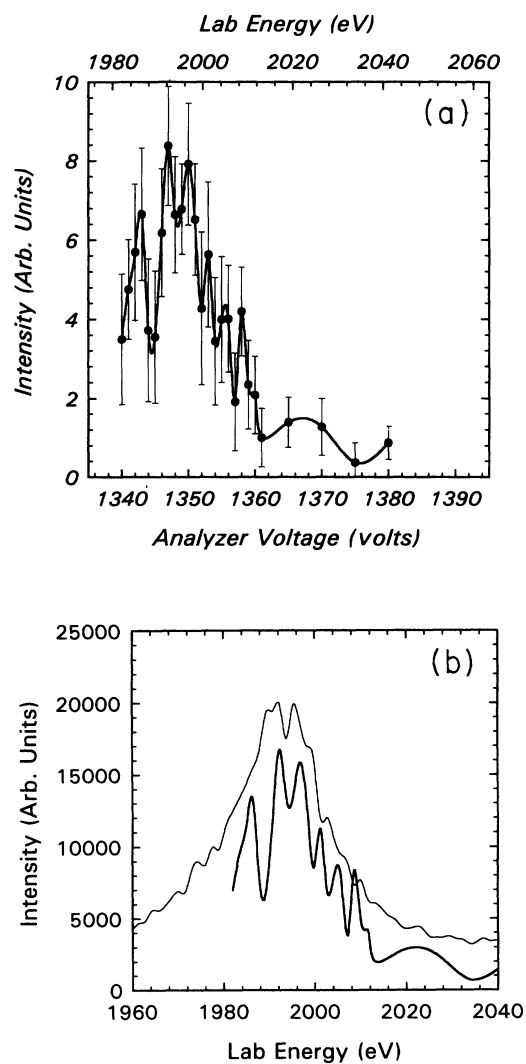 Lab Energy (eV)
1980 2000 2020 2040 2060
(a)
10
8
6
4
2
0
Intensity (Arb. Units)
1340 1350 1360 1370 1380 1390
Analyzer Voltage (volts)
(b)
25000
20000
15000
10000
5000
0
Intensity (Arb. Units)
1960 1980 2000 2020 2040
Lab Energy (eV)